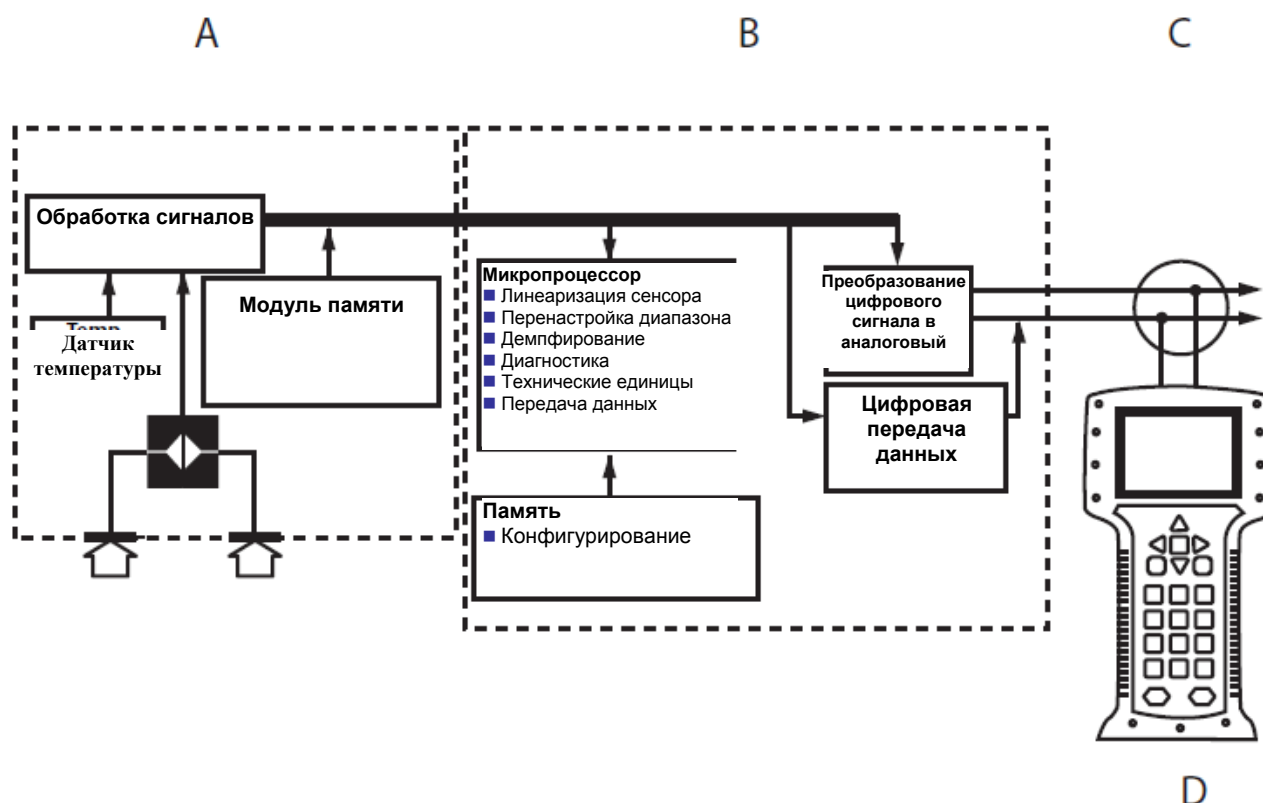 A
B
C
Обработка сигналов
Модуль памяти
Датчик
температуры
Микропроцессор
Линеаризация сенсора
Перенастройка диапазона
Демпфирование
Диагностика
Технические единицы
Передача данных
Память
Конфигурирование
Преобразование
цифрового
сигнала в
аналоговый
Цифровая
передача
данных
D